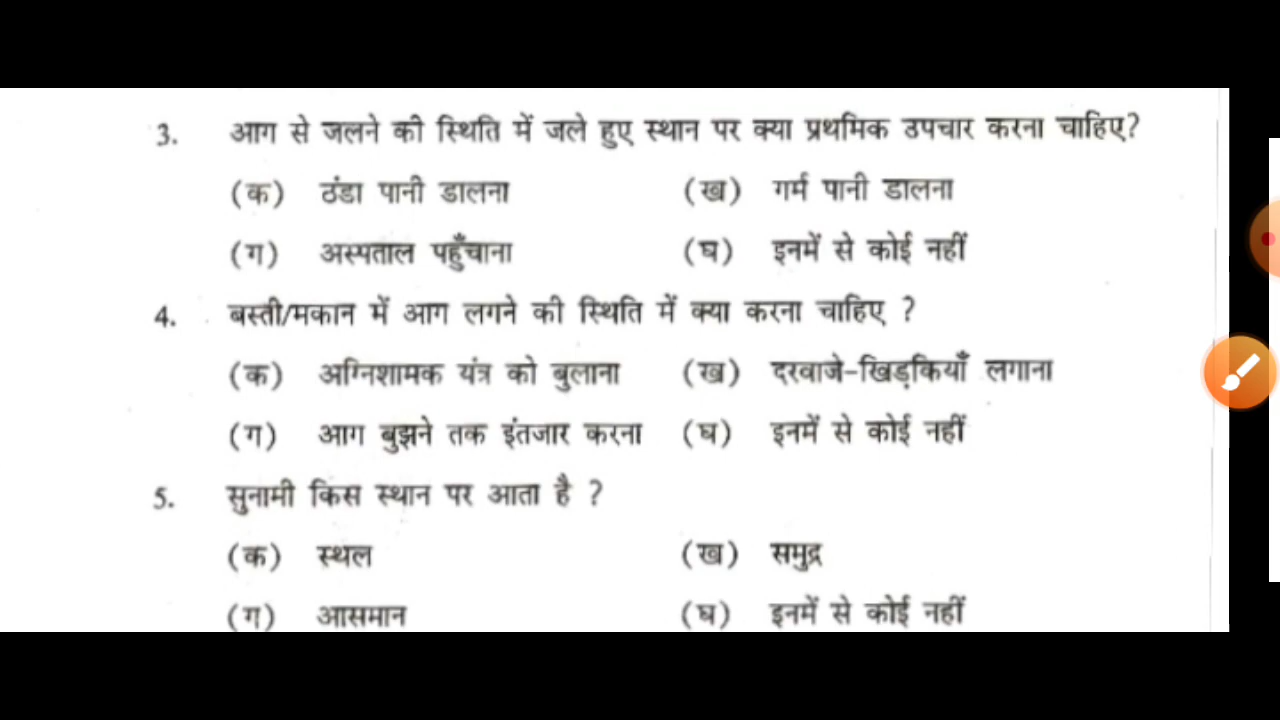 3. आग से जलने की स्थिति में जले हुए स्थान पर क्या प्रथमिक उपचार करना चाहिए?
(क) ठंडा पानी डालना (ख) गर्म पानी डालना
(ग) अस्पताल पहुँचाना (घ) इनमें से कोई नहीं
4. बस्ती/मकान में आग लगने की स्थिति में क्या करना चाहिए ?
(क) अग्निशामक यंत्र को बुलाना (ख) दरवाजे-खिड़कियाँ लगाना
(ग) आग बुझने तक इंतजार करना (घ) इनमें से कोई नहीं
5. सुनामी किस स्थान पर आता है ?
(क) स्थल (ख) समुद्र
(ग) आसमान (घ) इनमें से कोई नहीं